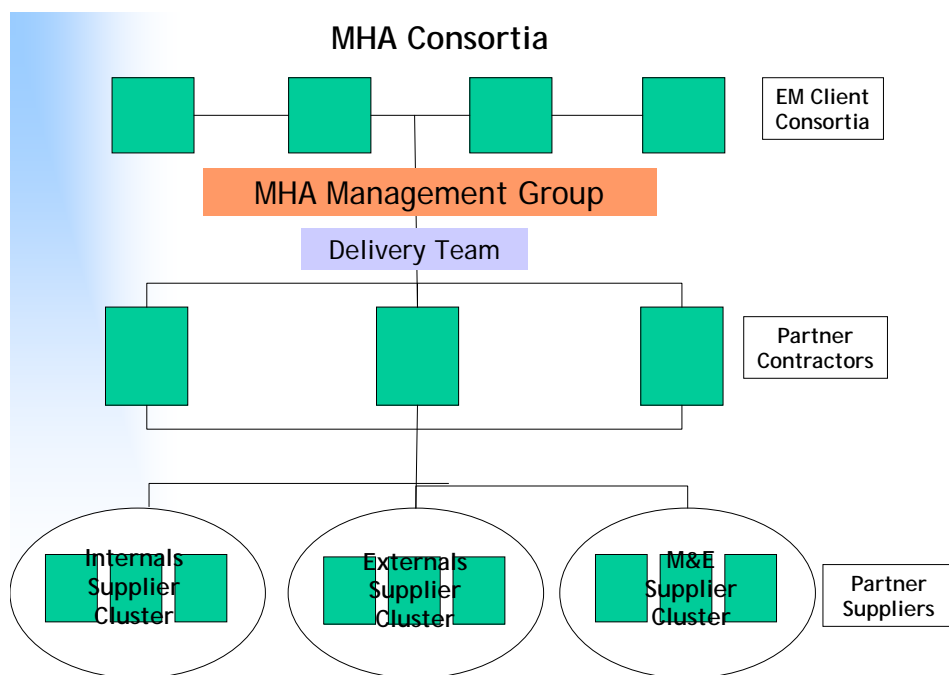 MHA Consortia
EM Client
Consortia
MHA Management Group
Delivery Team
Partner
Contractors
Internals
Supplier
Cluster
Externals
Supplier
Cluster
M&E
Supplier
Cluster
Partner
Suppliers